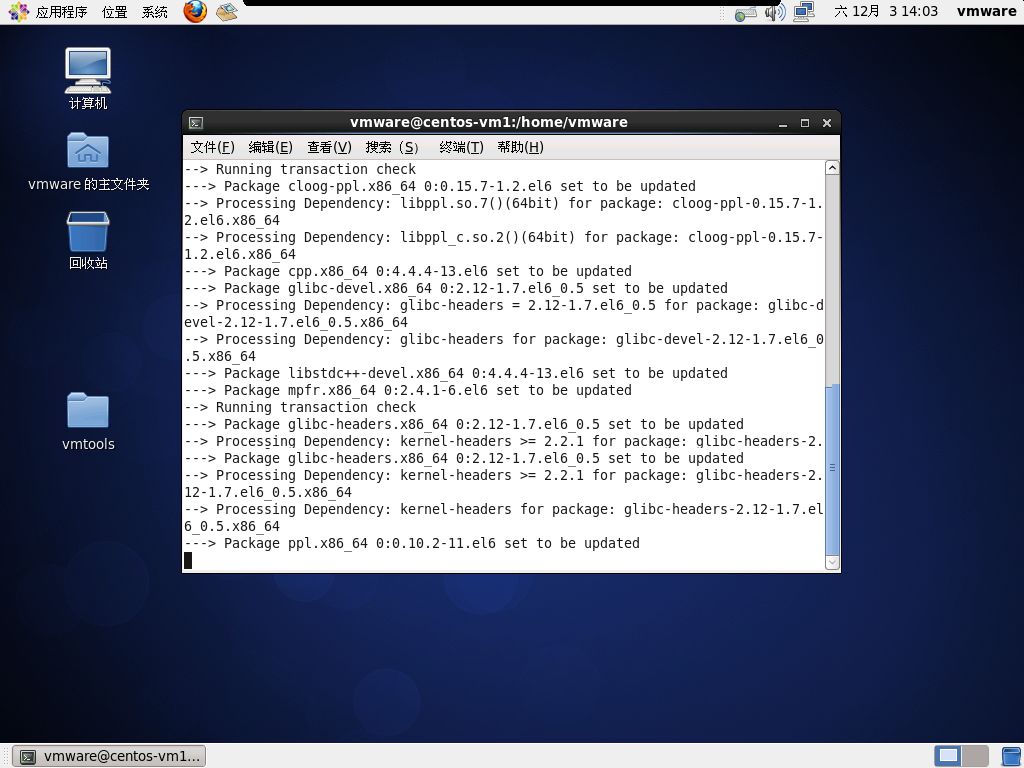 应用程序 位置 系统 六 12月 3 14:03 vmware
计算机
vmware 的主文件夹
回收站
vmtools
vmware@centos-vm1:/home/vmware
文件(F) 编辑(E) 查看(V) 搜索 (S) 终端(T) 帮助(H)
--> Running transaction check
---> Package cloog-ppl.x86_64 0:0.15.7-1.2.el6 set to be updated
--> Processing Dependency: libppl.so.7()(64bit) for package: cloog-ppl-0.15.7-1.
2.el6.x86_64
--> Processing Dependency: libppl_c.so.2()(64bit) for package: cloog-ppl-0.15.7-
1.2.el6.x86_64
---> Package cpp.x86_64 0:4.4.4-13.el6 set to be updated
---> Package glibc-devel.x86_64 0:2.12-1.7.el6_0.5 set to be updated
--> Processing Dependency: glibc-headers = 2.12-1.7.el6_0.5 for package: glibc-d
evel-2.12-1.7.el6_0.5.x86_64
--> Processing Dependency: glibc-headers for package: glibc-devel-2.12-1.7.el6_0
.5.x86_64
---> Package libstdc++-devel.x86_64 0:4.4.4-13.el6 set to be updated
---> Package mpfr.x86_64 0:2.4.1-6.el6 set to be updated
--> Running transaction check
---> Package glibc-headers.x86_64 0:2.12-1.7.el6_0.5 set to be updated
--> Processing Dependency: kernel-headers >= 2.2.1 for package: glibc-headers-2.
---> Package glibc-headers.x86_64 0:2.12-1.7.el6_0.5 set to be updated
--> Processing Dependency: kernel-headers >= 2.2.1 for package: glibc-headers-2.
12-1.7.el6_0.5.x86_64
--> Processing Dependency: kernel-headers for package: glibc-headers-2.12-1.7.el
6_0.5.x86_64
---> Package ppl.x86_64 0:0.10.2-11.el6 set to be updated
vmware@centos-vm1...